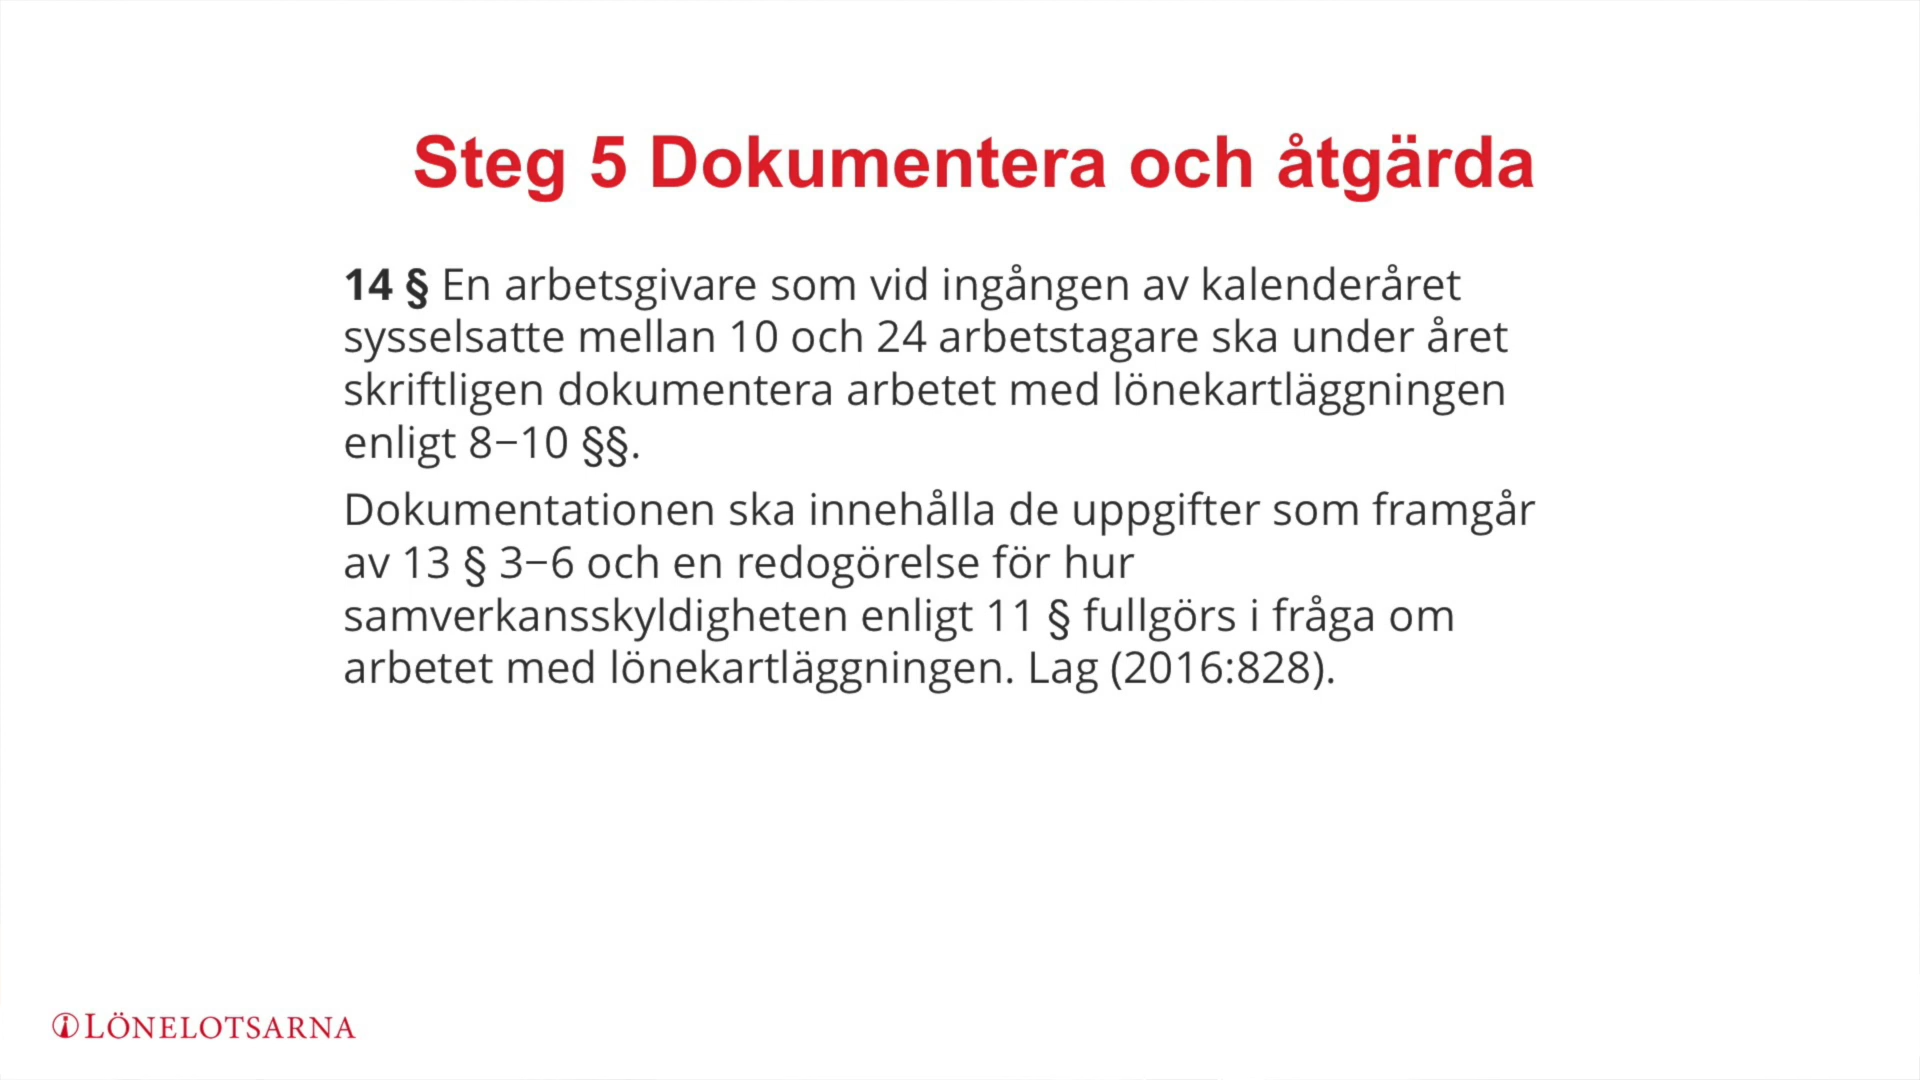 Steg 5 Dokumentera och åtgärda
14 § En arbetsgivare som vid ingången av kalenderåret
sysselsatte mellan 10 och 24 arbetstagare ska under året
skriftligen dokumentera arbetet med lönekartläggningen
enligt 8−10 §§.
Dokumentationen ska innehålla de uppgifter som framgår
av 13 § 3−6 och en redogörelse för hur
samverkansskyldigheten enligt 11 § fullgörs i fråga om
arbetet med lönekartläggningen. Lag (2016:828).
LÖNELOTSARNA